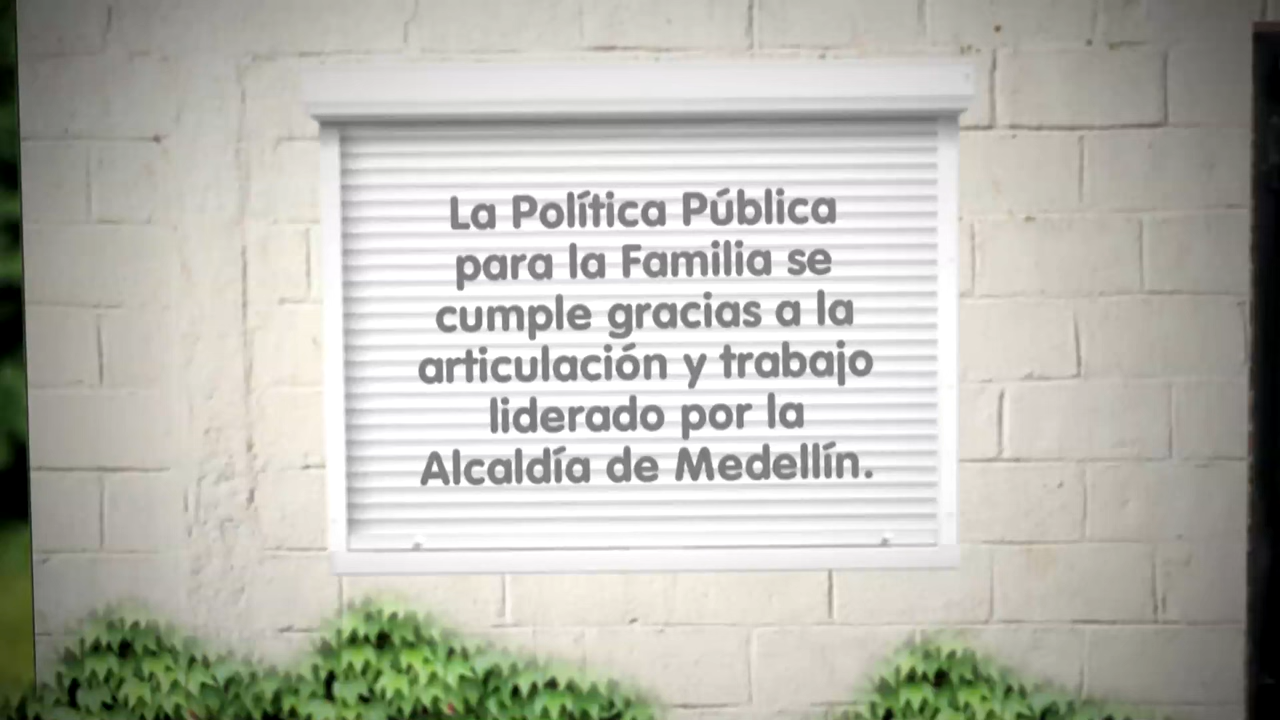 La Política Pública
para la Familia se
cumple gracias a la
articulación y trabajo
liderado por la
Alcaldía de Medellín.